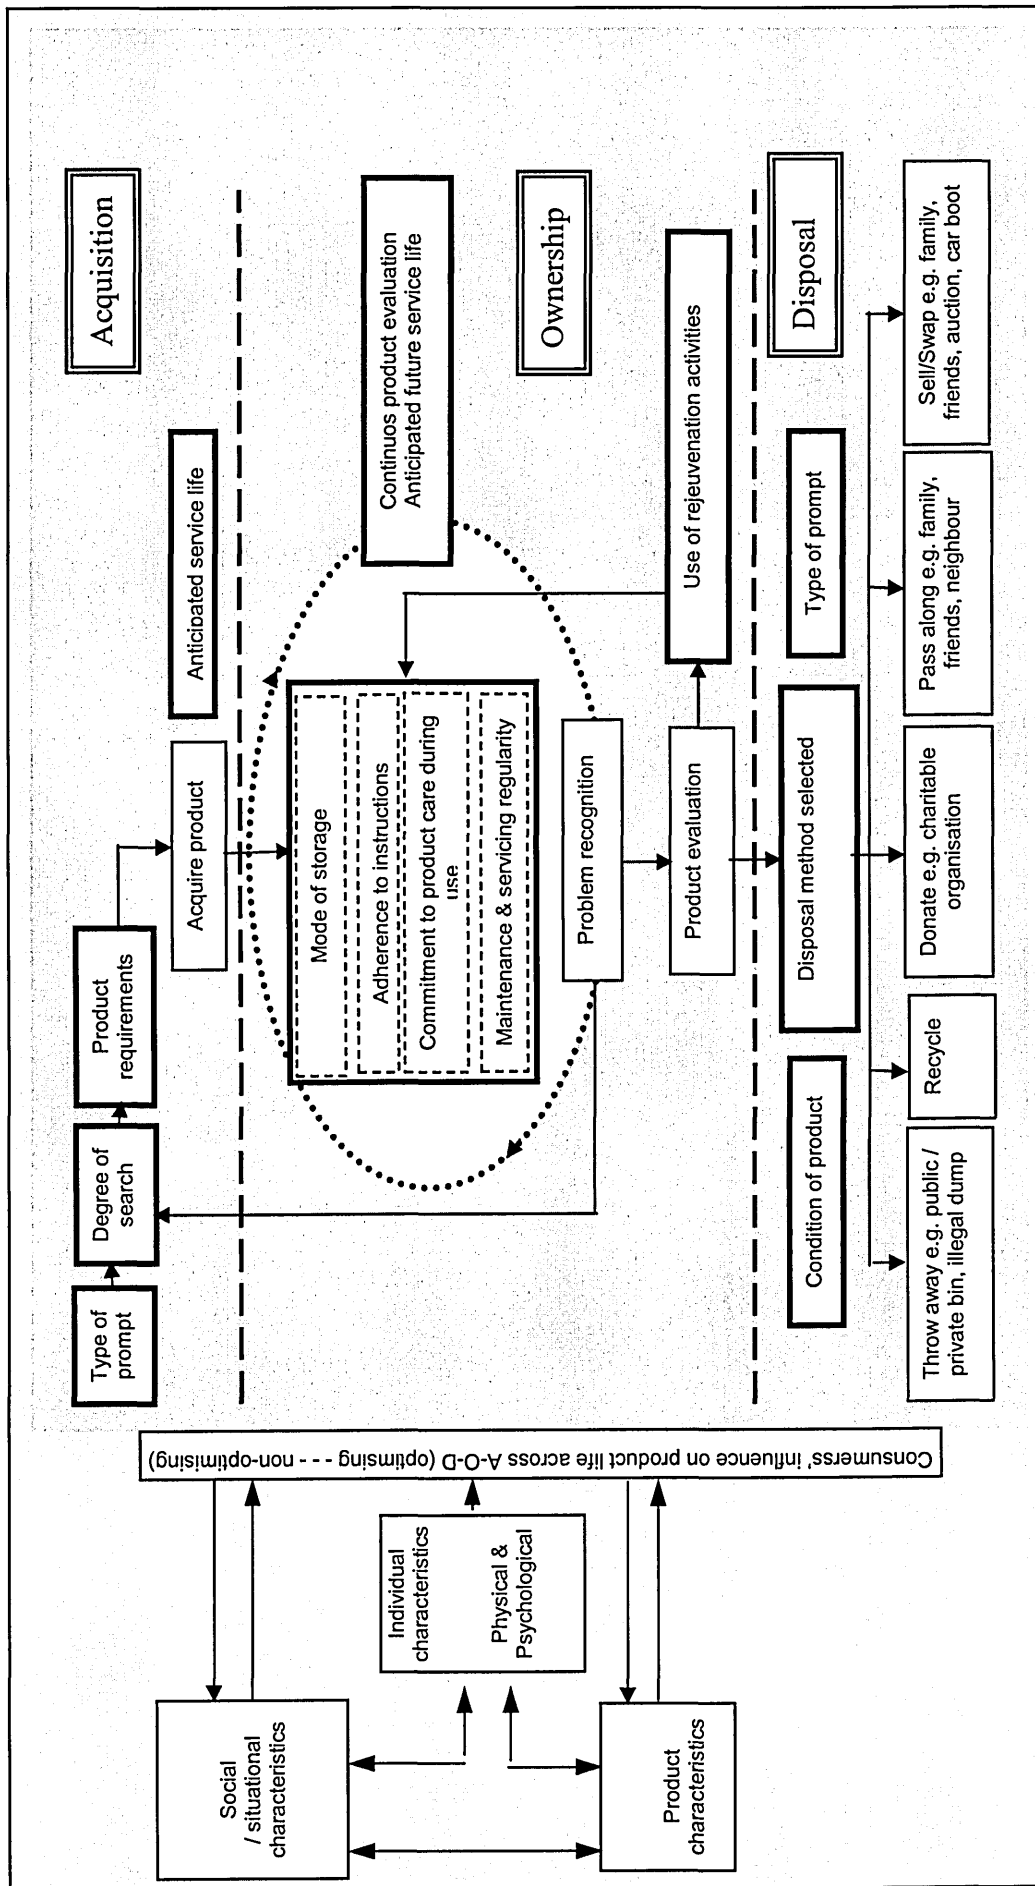 Social
/ situational
characteristics
Individual
characteristics
Physical &
Psychological
Product
characteristics
Consumerss' influence on product life across A-O-D (optimsing - - - non-optimising)
Acquisition
Type of
prompt
Degree of
search
Product
requirements
Acquire product
Anticipated service life
Continuos product evaluation
Anticipated future service life
Ownership
Mode of storage
Adherence to instructions
Commitment to product care during
use
Maintenance & servicing regularity
Problem recognition
Product evaluation
Use of rejeuvenation activities
Disposal
Condition of product
Disposal method selected
Type of prompt
Throw away e.g. public /
private bin, illegal dump
Recycle
Donate e.g. charitable
organisation
Pass along e.g. family,
friends, neighbour
Sell/Swap e.g. family,
friends, auction, car boot